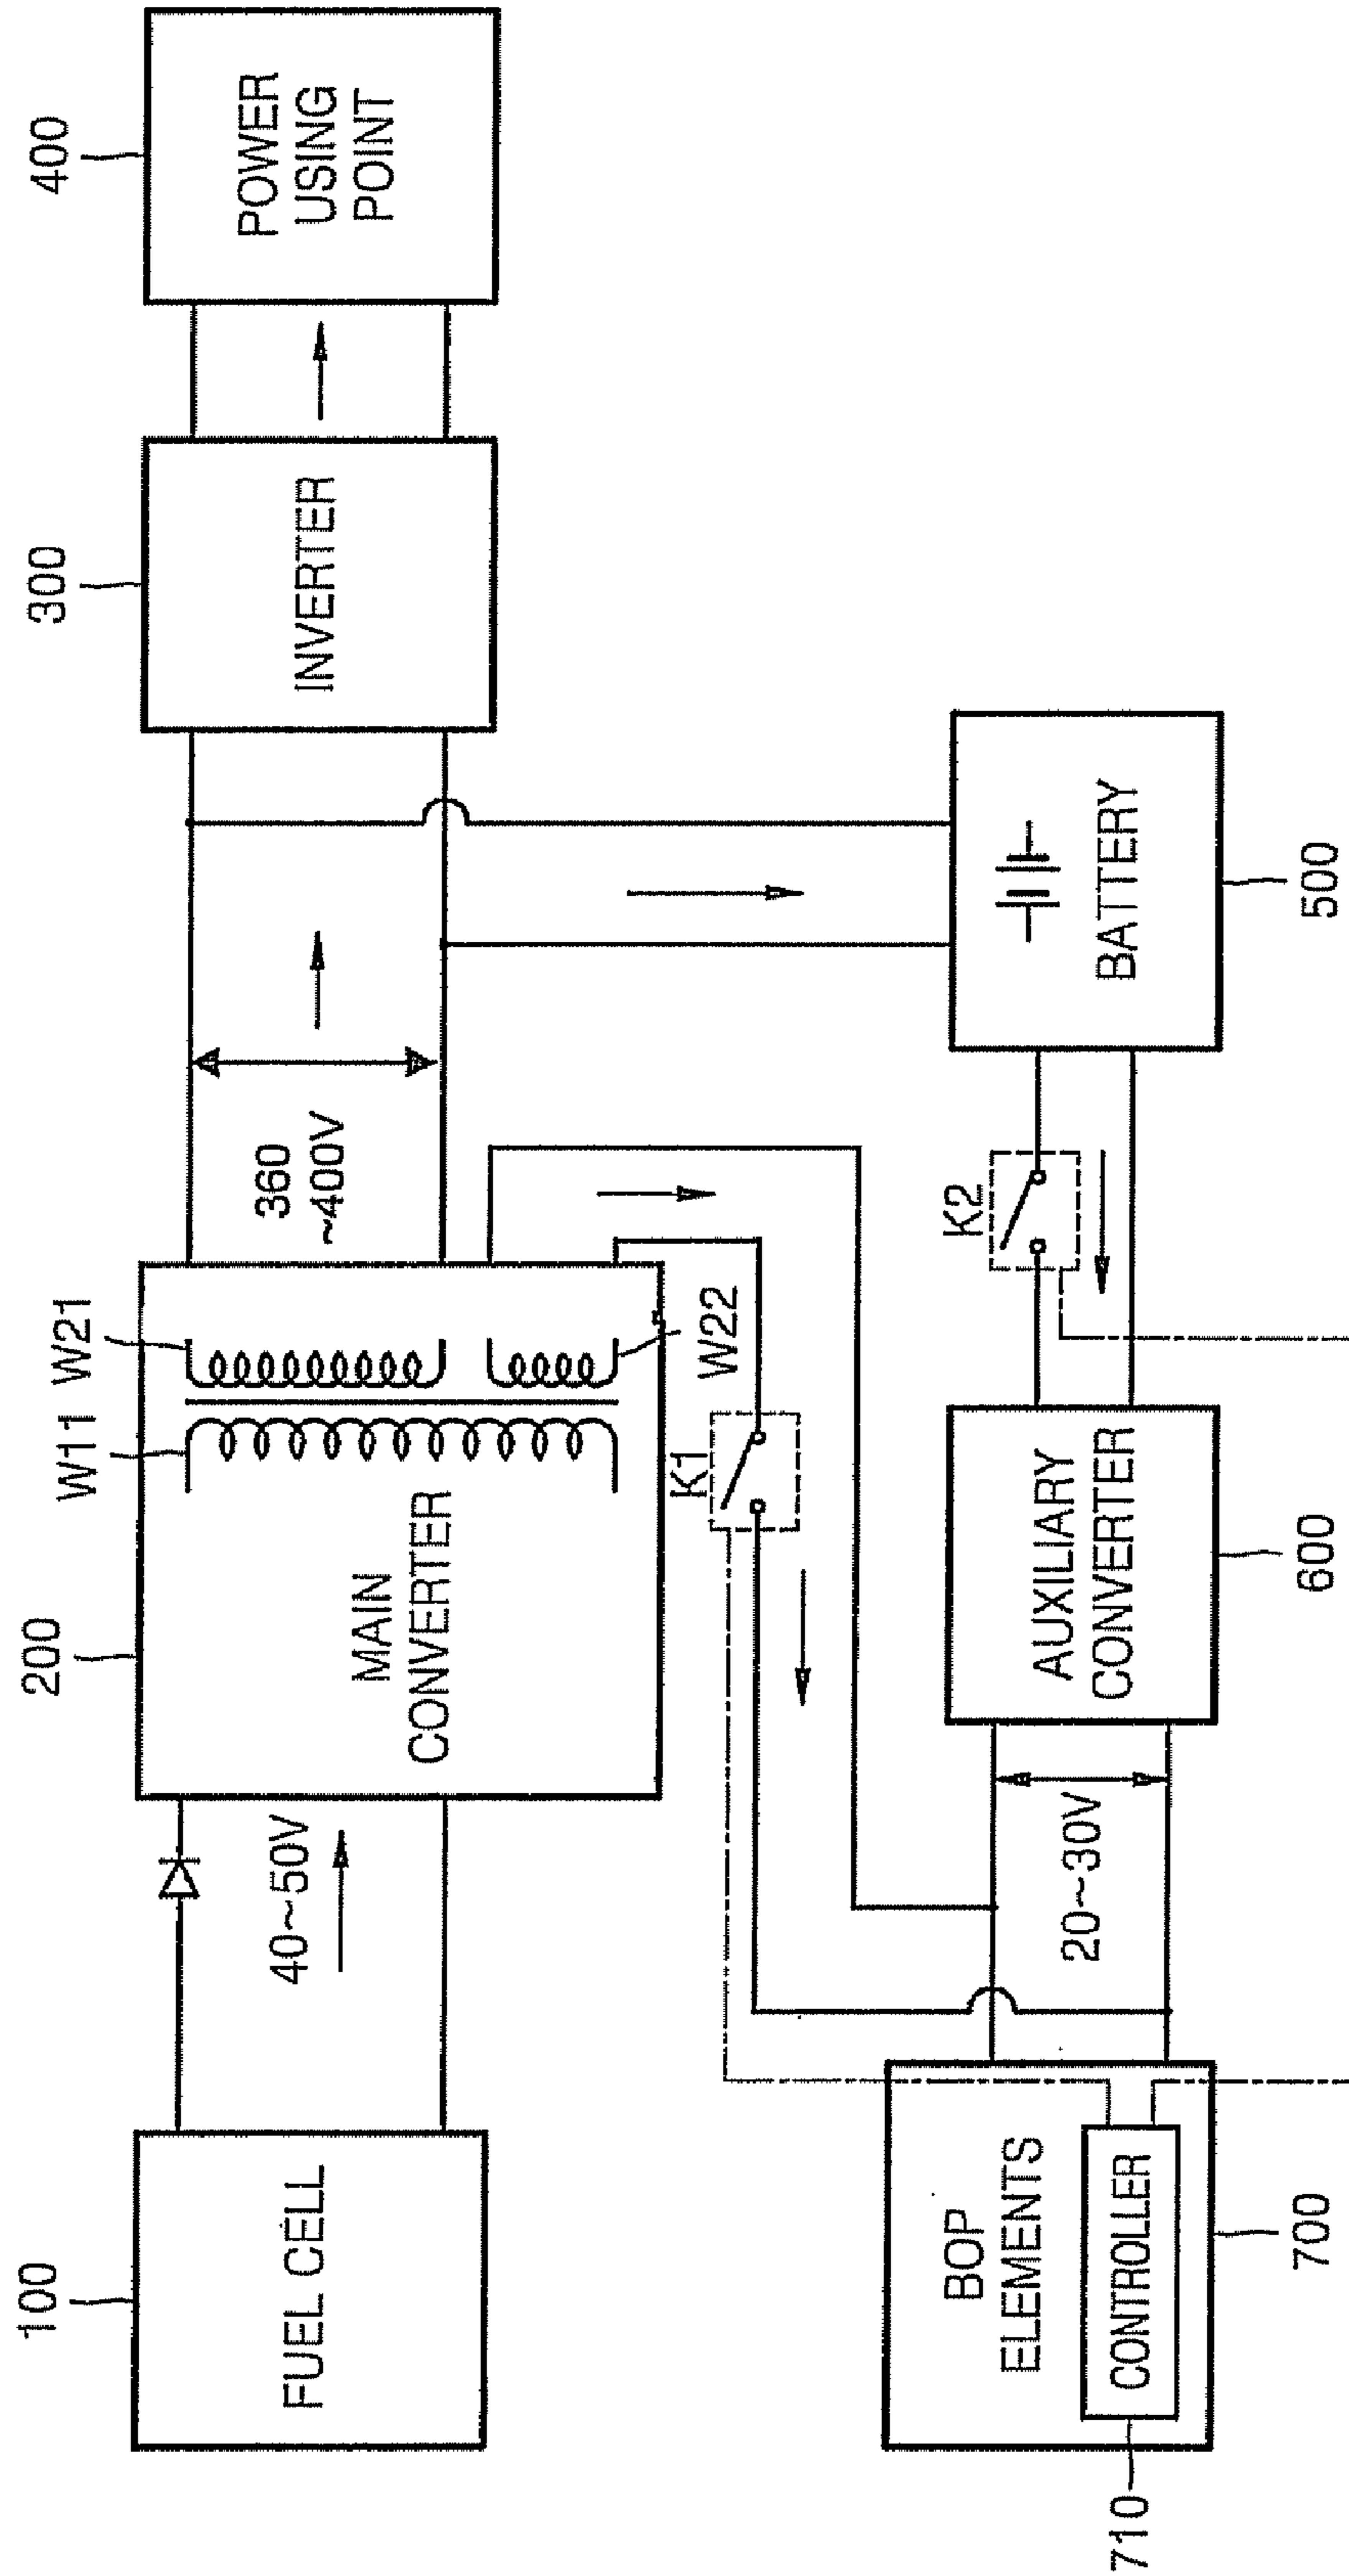 100
FUEL CELL
40~50V
200
MAIN
CONVERTER
W11
W21
W22
360
~400V
300
INVERTER
400
POWER
USING
POINT
K1
K2
BOP
ELEMENTS
CONTROLLER
710
700
20~30V
AUXILIARY
CONVERTER
600
BATTERY
500